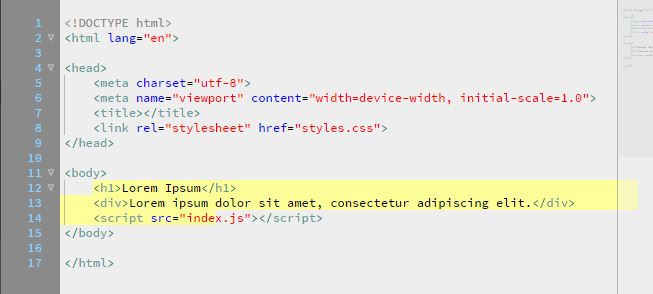 1 <!DOCTYPE html>
2 <html lang="en">
3
4 <head>
5     <meta charset="utf-8">
6     <meta name="viewport" content="width=device-width, initial-scale=1.0">
7     <title></title>
8     <link rel="stylesheet" href="styles.css">
9 </head>
10
11 <body>
12     <h1>Lorem Ipsum</h1>
13     <div>Lorem ipsum dolor sit amet, consectetur adipiscing elit.</div>
14     <script src="index.js"></script>
15 </body>
16
17 </html>